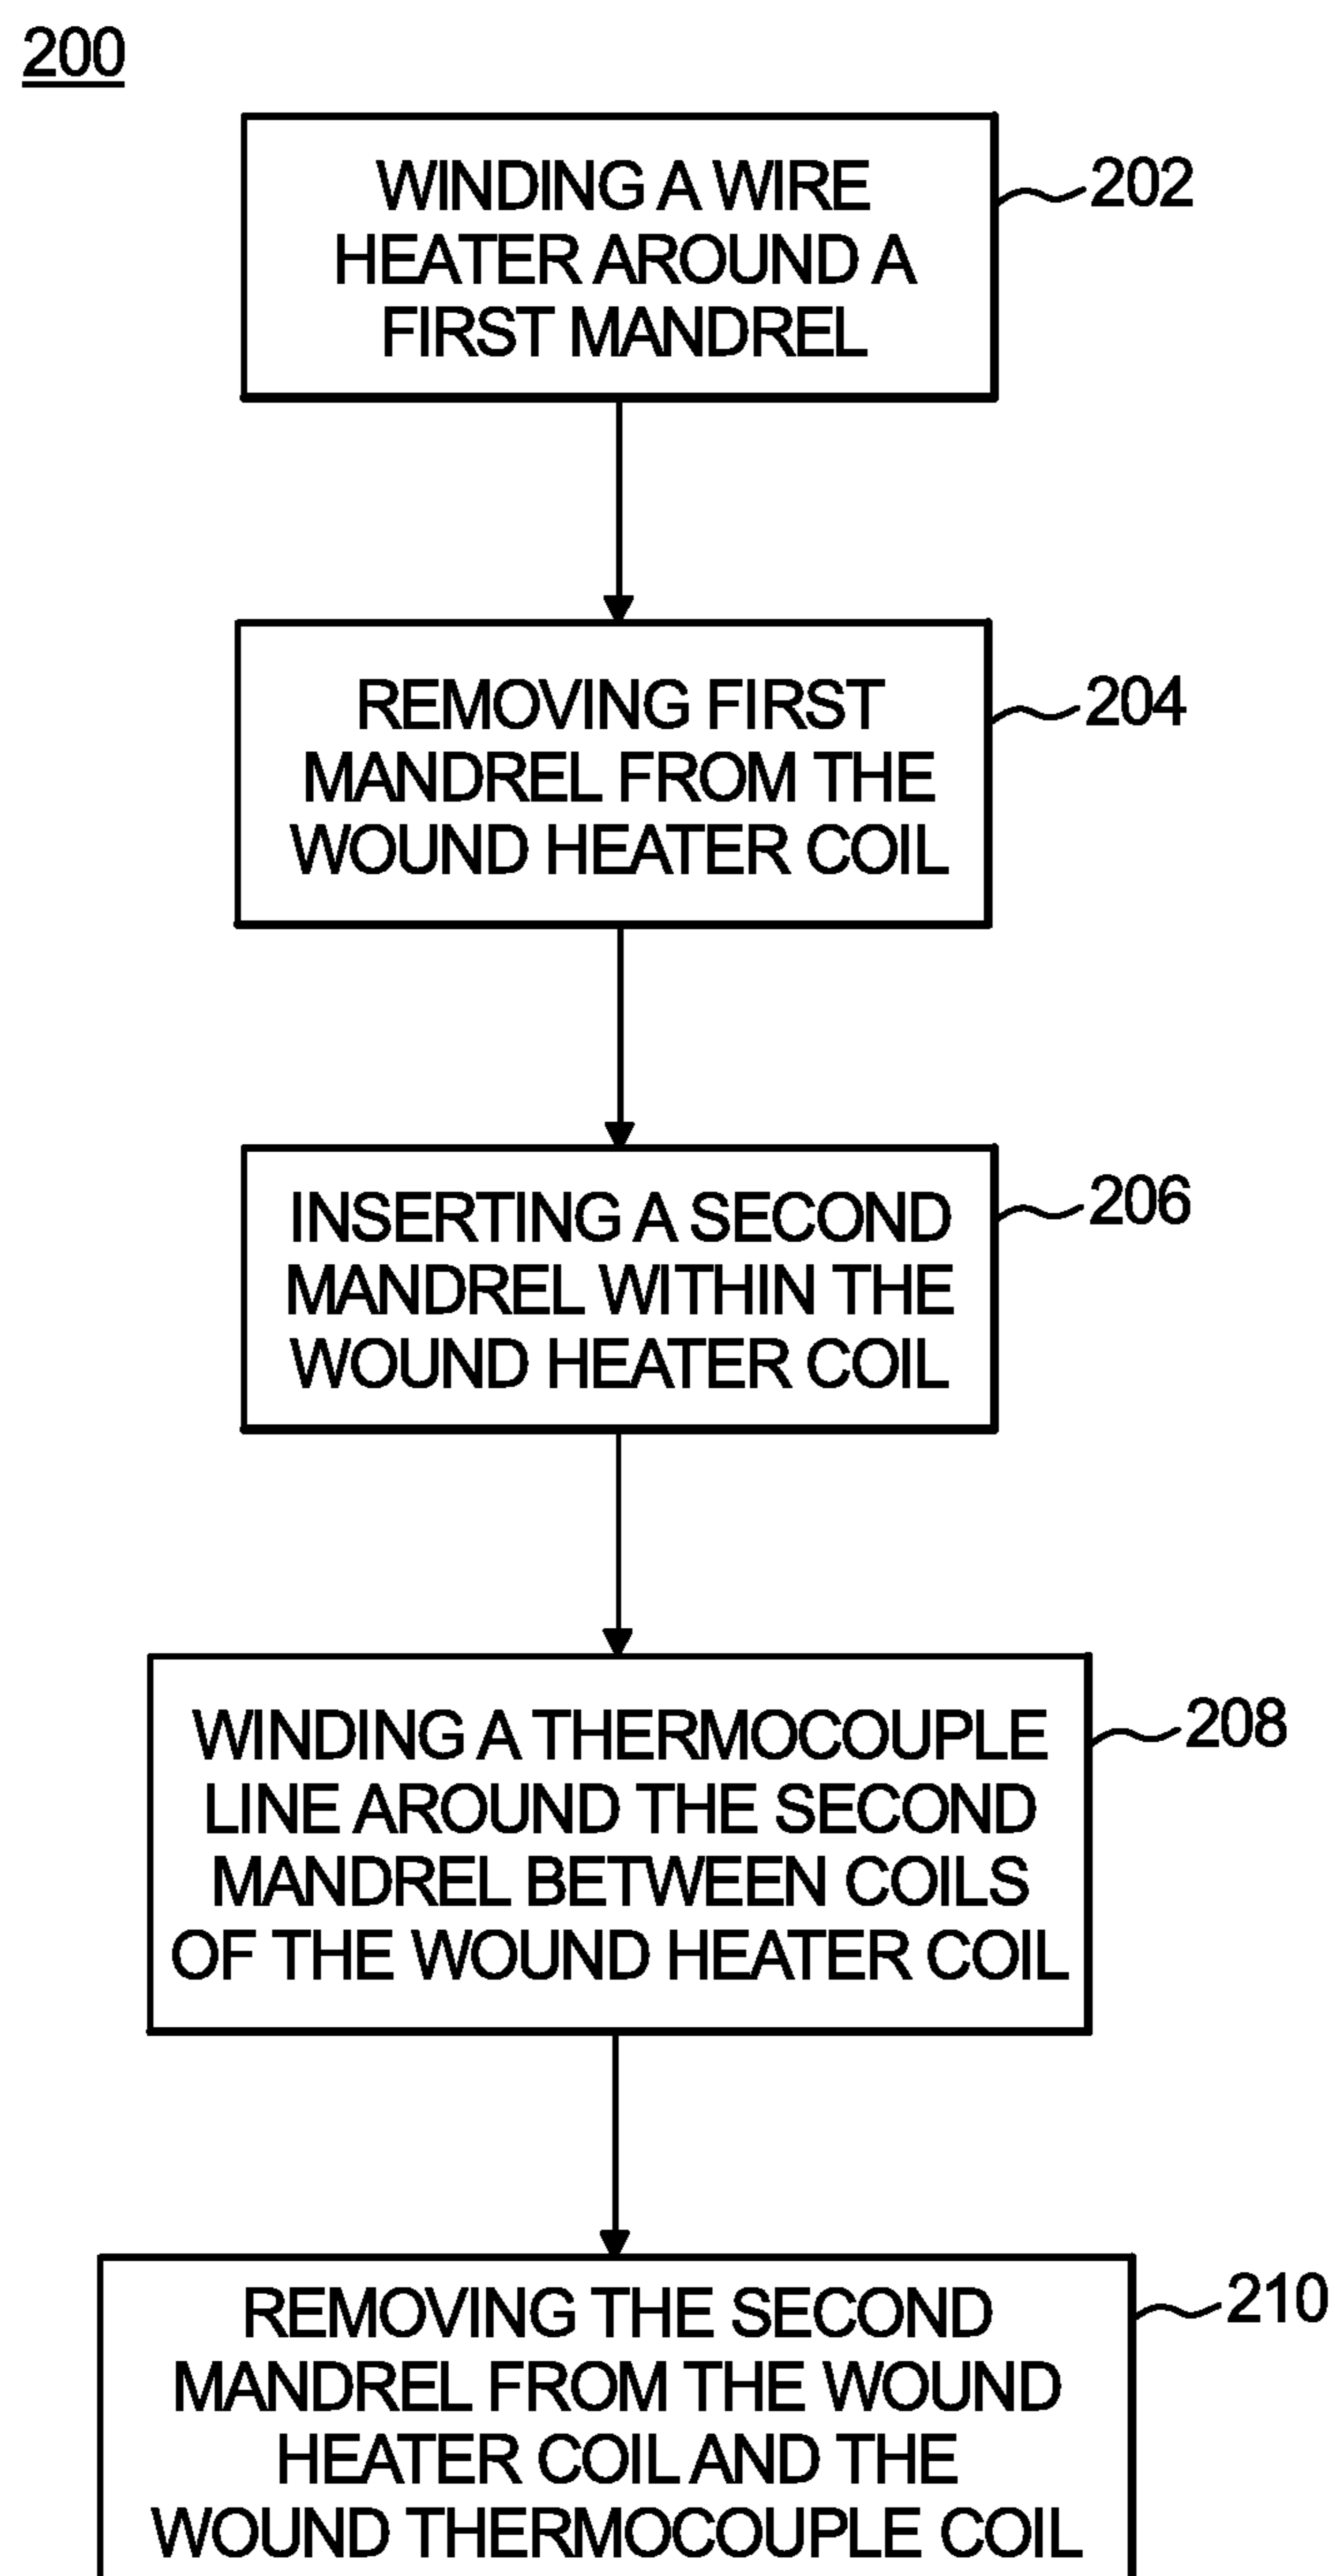 200
WINDING A WIRE
HEATER AROUND A
FIRST MANDREL
202
REMOVING FIRST
MANDREL FROM THE
WOUND HEATER COIL
204
INSERTING A SECOND
MANDREL WITHIN THE
WOUND HEATER COIL
206
WINDING A THERMOCOUPLE
LINE AROUND THE SECOND
MANDREL BETWEEN COILS
OF THE WOUND HEATER COIL
208
REMOVING THE SECOND
MANDREL FROM THE WOUND
HEATER COIL AND THE
WOUND THERMOCOUPLE COIL
210